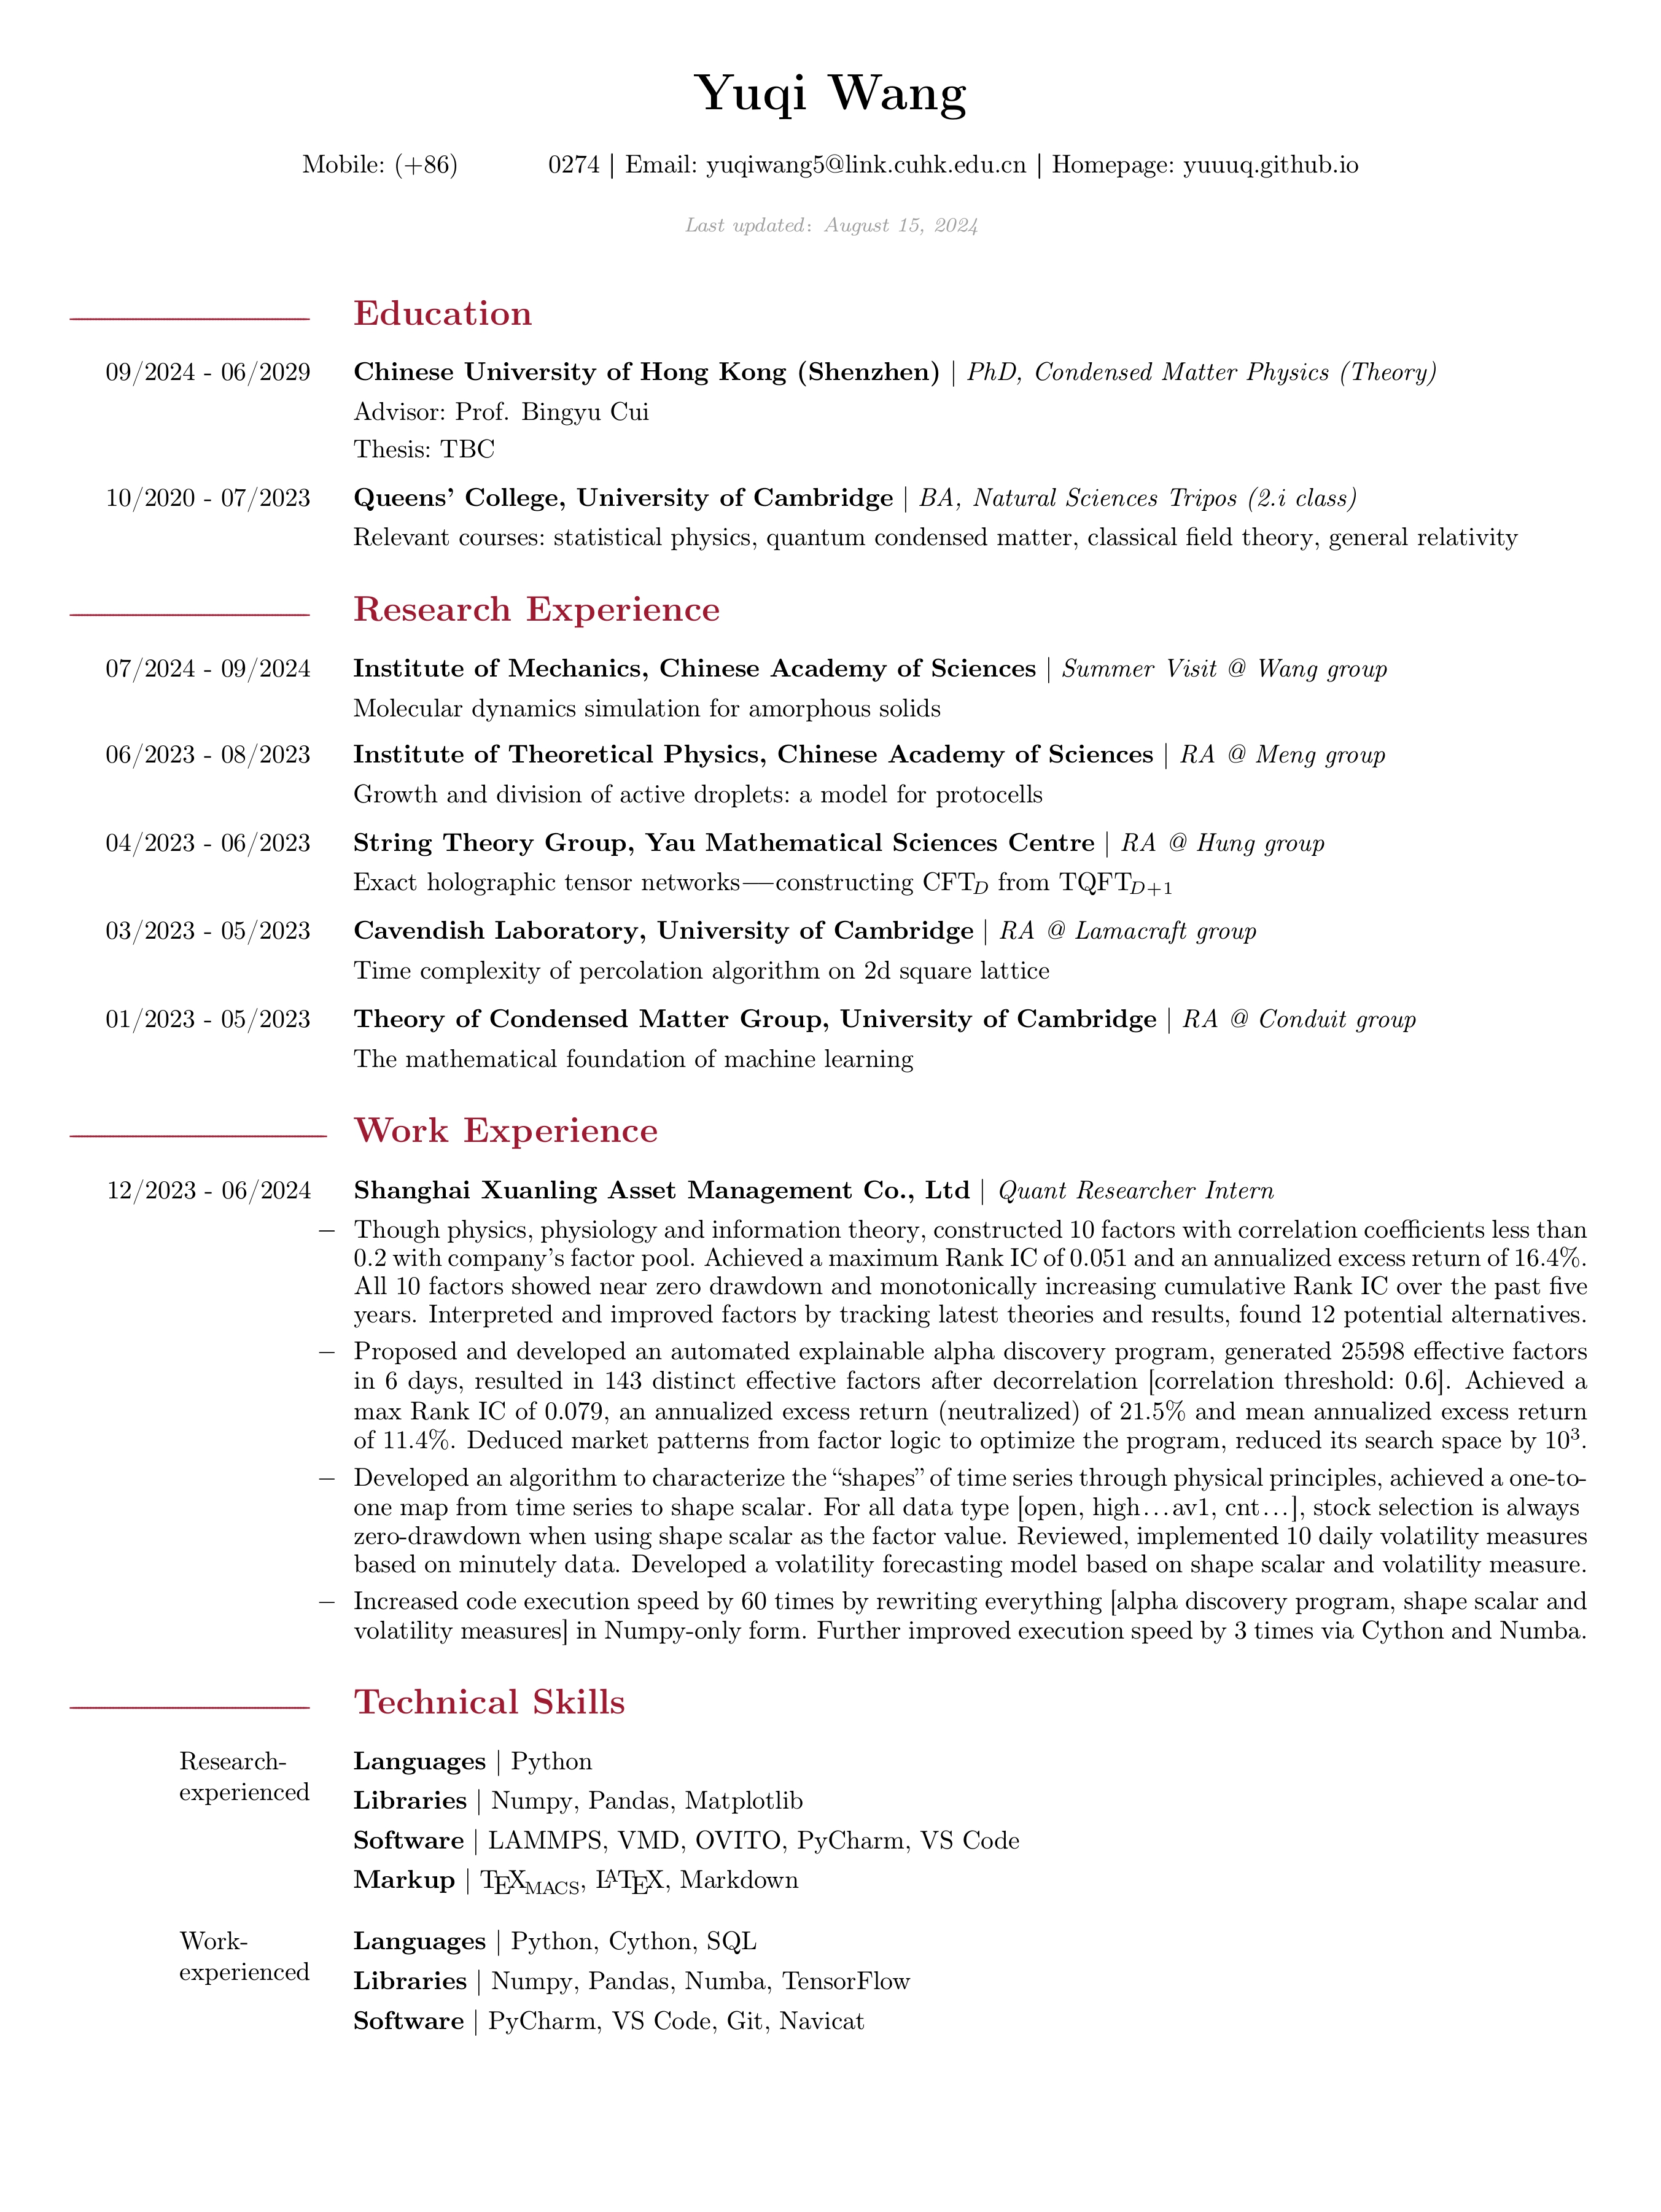 Yuqi Wang
Mobile: (+86) 0274 | Email: yuqiwang5@link.cuhk.edu.cn | Homepage: yuuuq.github.io
Last updated: August 15, 2024
Education
09/2024 - 06/2029 Chinese University of Hong Kong (Shenzhen) | PhD, Condensed Matter Physics (Theory)
Advisor: Prof. Bingyu Cui
Thesis: TBC
10/2020 - 07/2023 Queens' College, University of Cambridge | BA, Natural Sciences Tripos (2.i class)
Relevant courses: statistical physics, quantum condensed matter, classical field theory, general relativity
Research Experience
07/2024 - 09/2024 Institute of Mechanics, Chinese Academy of Sciences | Summer Visit @ Wang group
Molecular dynamics simulation for amorphous solids
06/2023 - 08/2023 Institute of Theoretical Physics, Chinese Academy of Sciences | RA @ Meng group
Growth and division of active droplets: a model for protocells
04/2023 - 06/2023 String Theory Group, Yau Mathematical Sciences Centre | RA @ Hung group
Exact holographic tensor networks—constructing CFT_D from TQFT_{D+1}
03/2023 - 05/2023 Cavendish Laboratory, University of Cambridge | RA @ Lamacraft group
Time complexity of percolation algorithm on 2d square lattice
01/2023 - 05/2023 Theory of Condensed Matter Group, University of Cambridge | RA @ Conduit group
The mathematical foundation of machine learning
Work Experience
12/2023 - 06/2024 Shanghai Xuanling Asset Management Co., Ltd | Quant Researcher Intern
– Though physics, physiology and information theory, constructed 10 factors with correlation coefficients less than
0.2 with company's factor pool. Achieved a maximum Rank IC of 0.051 and an annualized excess return of 16.4%.
All 10 factors showed near zero drawdown and monotonically increasing cumulative Rank IC over the past five
years. Interpreted and improved factors by tracking latest theories and results, found 12 potential alternatives.
– Proposed and developed an automated explainable alpha discovery program, generated 25598 effective factors
in 6 days, resulted in 143 distinct effective factors after decorrelation [correlation threshold: 0.6]. Achieved a
max Rank IC of 0.079, an annualized excess return (neutralized) of 21.5% and mean annualized excess return
of 11.4%. Deduced market patterns from factor logic to optimize the program, reduced its search space by 10³.
– Developed an algorithm to characterize the “shapes” of time series through physical principles, achieved a one-to-
one map from time series to shape scalar. For all data type [open, high…av1, cnt…], stock selection is always
zero-drawdown when using shape scalar as the factor value. Reviewed, implemented 10 daily volatility measures
based on minutely data. Developed a volatility forecasting model based on shape scalar and volatility measure.
– Increased code execution speed by 60 times by rewriting everything [alpha discovery program, shape scalar and
volatility measures] in Numpy-only form. Further improved execution speed by 3 times via Cython and Numba.
Technical Skills
Research- Languages | Python
experienced Libraries | Numpy, Pandas, Matplotlib
Software | LAMMPS, VMD, OVITO, PyCharm, VS Code
Markup | TEXMACS, LATEX, Markdown
Work- Languages | Python, Cython, SQL
experienced Libraries | Numpy, Pandas, Numba, TensorFlow
Software | PyCharm, VS Code, Git, Navicat